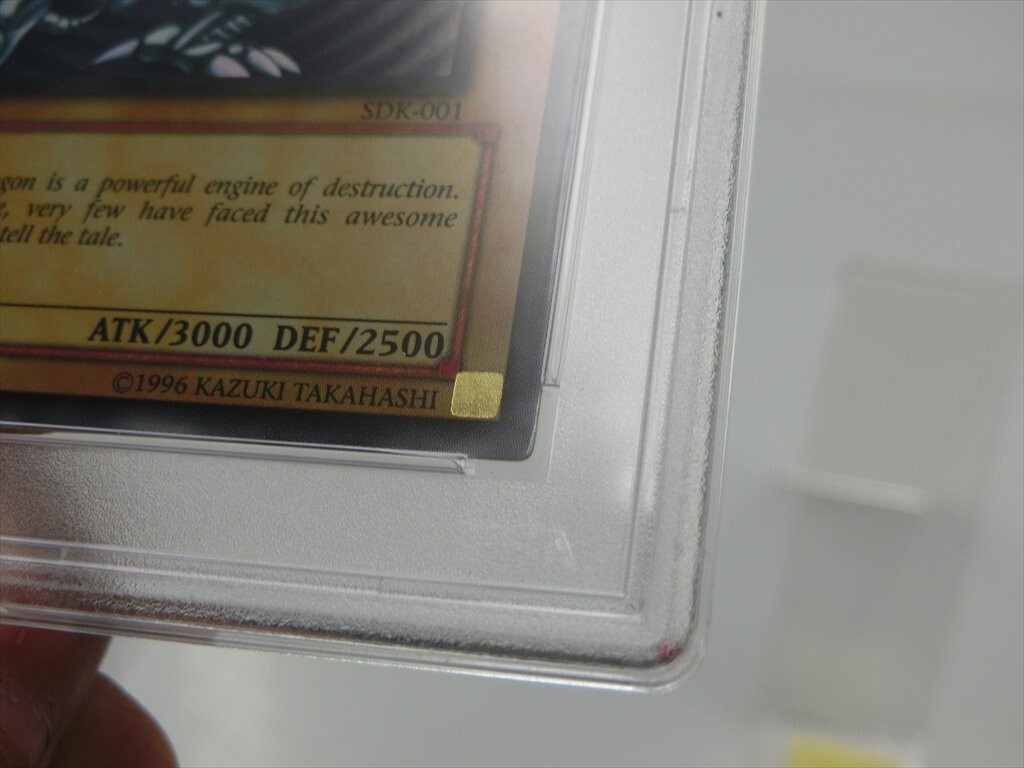 SDK-001
gon is a powerful engine of destruction.
e, very few have faced this awesome
tell the tale.
ATK/3000 DEF/2500
©1996 KAZUKI TAKAHASHI